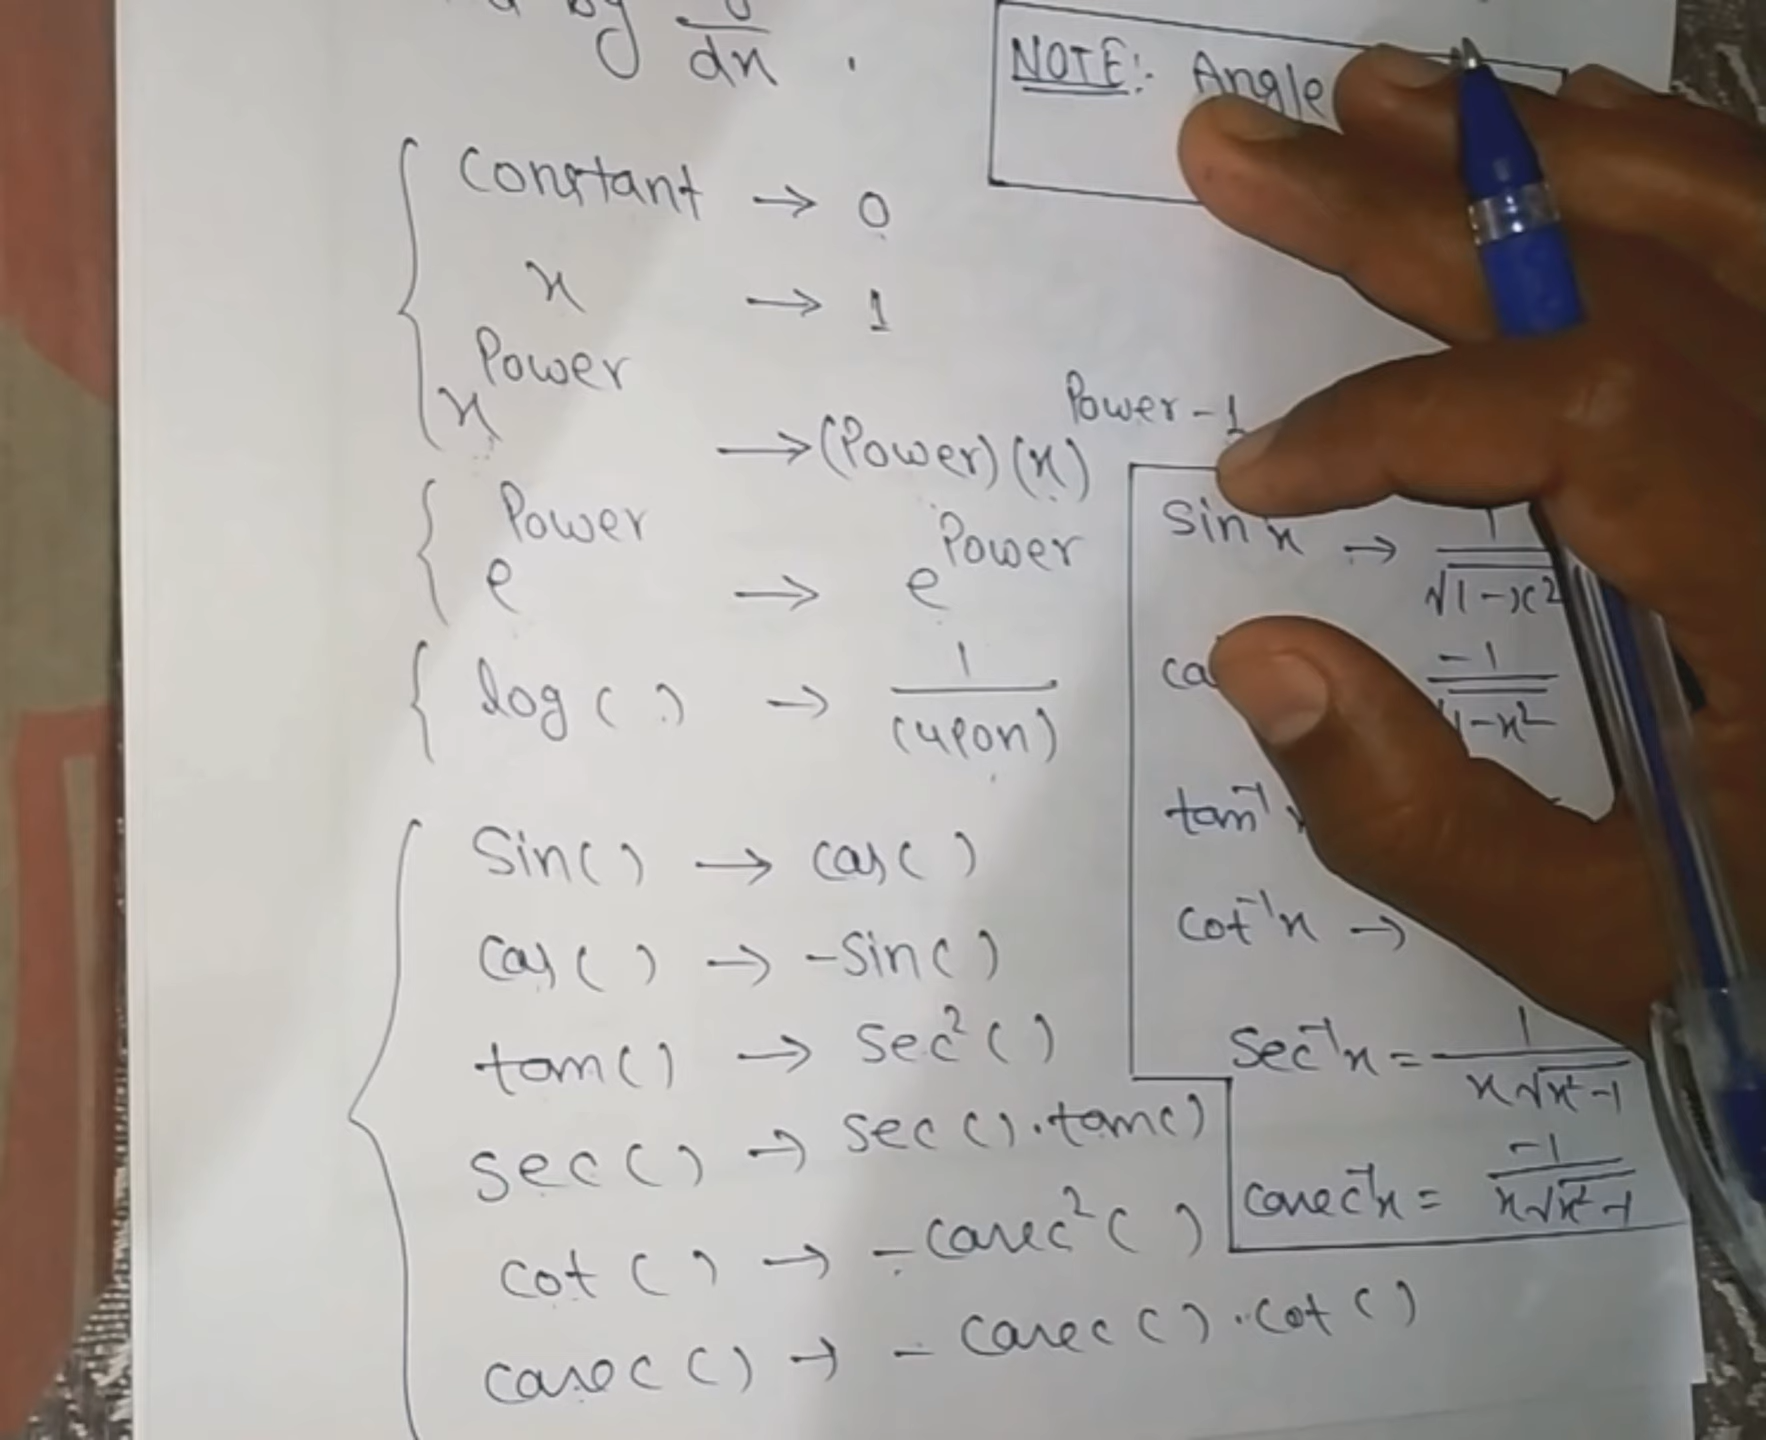 by d/dx .
NOTE:- Angle
Constant → 0
x → 1
x^Power → (Power) (x)^Power-1
e^Power → e^Power
log ( ) → 1/(upon)
Sin( ) → cos( )
cos( ) → -Sin( )
tan( ) → sec²( )
sec( ) → sec( ).tan( )
cot( ) → -cosec²( )
cosec( ) → - cosec( ).cot( )
sin x → 1/√1-x²
-1/√1-x²
tan⁻¹
cot⁻¹x →
sec⁻¹x = 1/x√x²-1
cosec⁻¹x = -1/x√x²-1